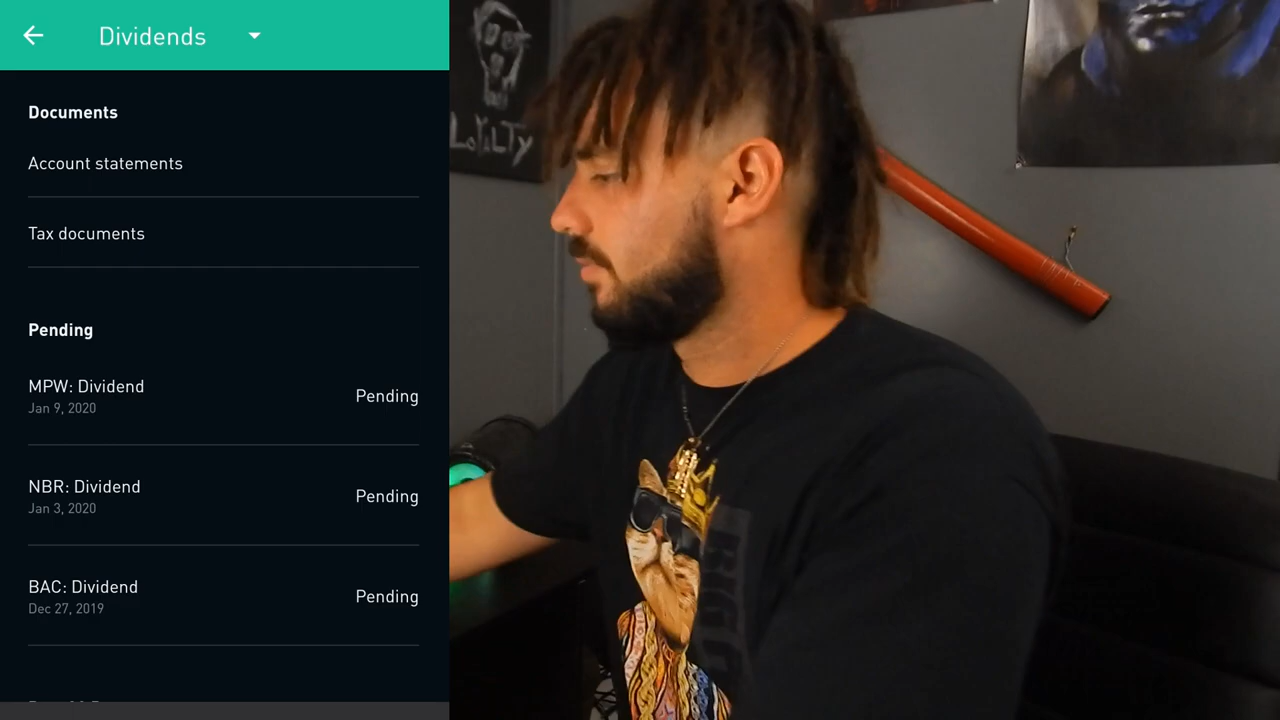 Dividends
Documents
Account statements
Tax documents
Pending
MPW: Dividend
Jan 9, 2020
Pending
NBR: Dividend
Jan 3, 2020
Pending
BAC: Dividend
Dec 27, 2019
Pending
LoYaLTy